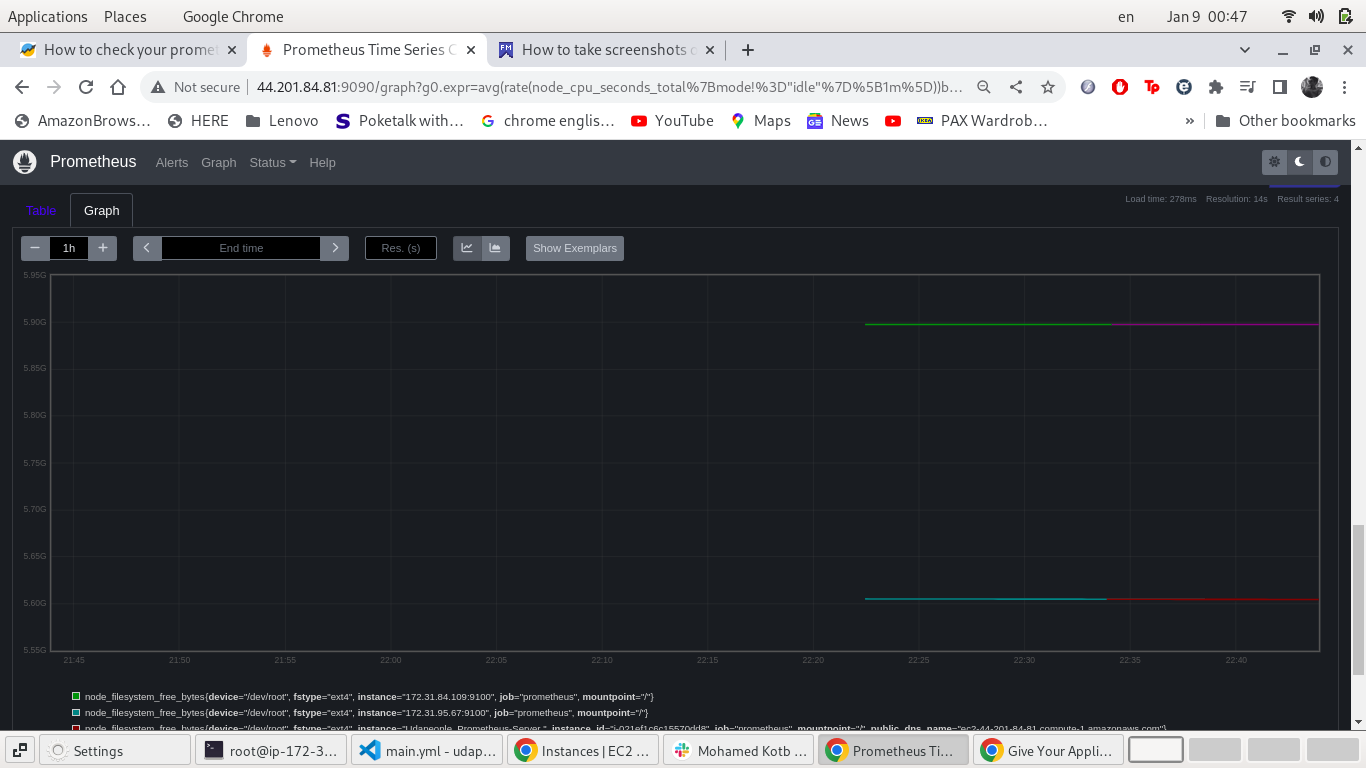 Applications Places Google Chrome en Jan 9 00:47
How to check your promet Prometheus Time Series C How to take screenshots o
Not secure 44.201.84.81:9090/graph?g0.expr=avg(rate(node_cpu_seconds_total%7Bmode!%3D"idle"%7D%5B1m%5D))b…
AmazonBrows… HERE Lenovo Poketalk with… chrome englis… YouTube Maps News PAX Wardrob… » Other bookmarks
Prometheus Alerts Graph Status Help
Load time: 278ms Resolution: 14s Result series: 4
Table Graph
1h End time Res. (s) Show Exemplars
5.95G
5.90G
5.85G
5.80G
5.75G
5.70G
5.65G
5.60G
5.55G
21:45 21:50 21:55 22:00 22:05 22:10 22:15 22:20 22:25 22:30 22:35 22:40
node_filesystem_free_bytes{device="/dev/root", fstype="ext4", instance="172.31.84.109:9100", job="prometheus", mountpoint="/"}
node_filesystem_free_bytes{device="/dev/root", fstype="ext4", instance="172.31.95.67:9100", job="prometheus", mountpoint="/"}
node_filesystem_free_bytes{device="/dev/root", fstype="ext4", instance="Udapeople_Prometheus-Server ", instance_id="i-021ef1c6c15570dd8", job="prometheus", mountpoint="/", public_dns_name="ec2-44-201-84-81.compute-1.amazonaws.com"}
Settings root@ip-172-3… main.yml - udap… Instances | EC2 … Mohamed Kotb … Prometheus Ti… Give Your Appli…